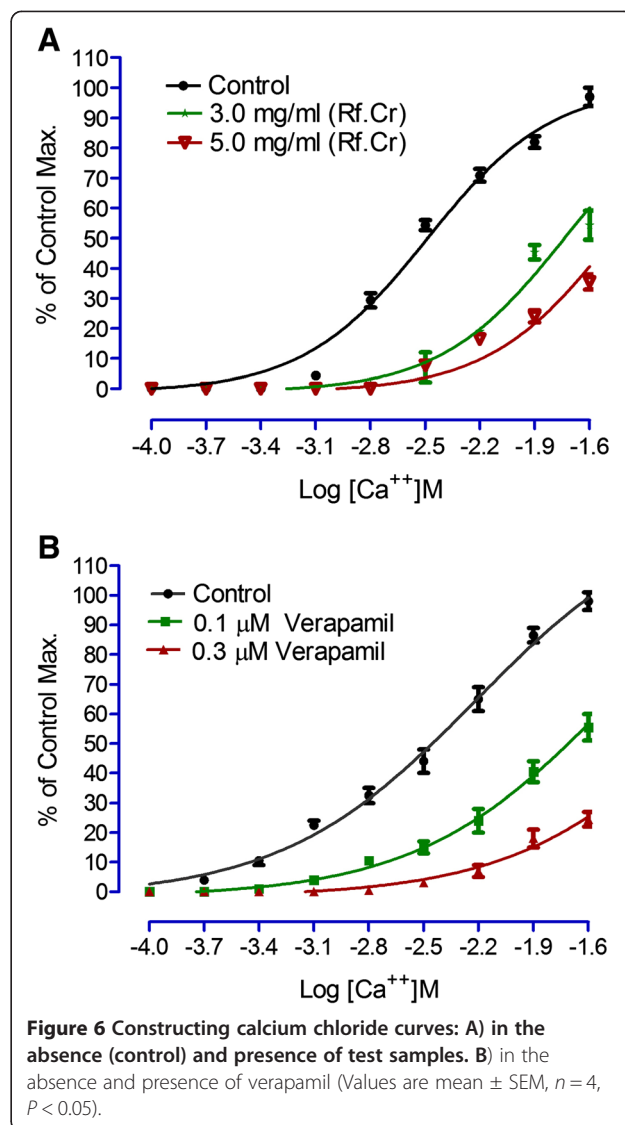 A
Control
3.0 mg/ml (Rf.Cr)
5.0 mg/ml (Rf.Cr)
% of Control Max.
110
100
90
80
70
60
50
40
30
20
10
0
-4.0 -3.7 -3.4 -3.1 -2.8 -2.5 -2.2 -1.9 -1.6
Log [Ca⁺⁺]M
B
Control
0.1 μM Verapamil
0.3 μM Verapamil
% of Control Max.
110
100
90
80
70
60
50
40
30
20
10
0
-4.0 -3.7 -3.4 -3.1 -2.8 -2.5 -2.2 -1.9 -1.6
Log [Ca⁺⁺]M
Figure 6 Constructing calcium chloride curves: A) in the
absence (control) and presence of test samples. B) in the
absence and presence of verapamil (Values are mean ± SEM, n = 4,
P < 0.05).